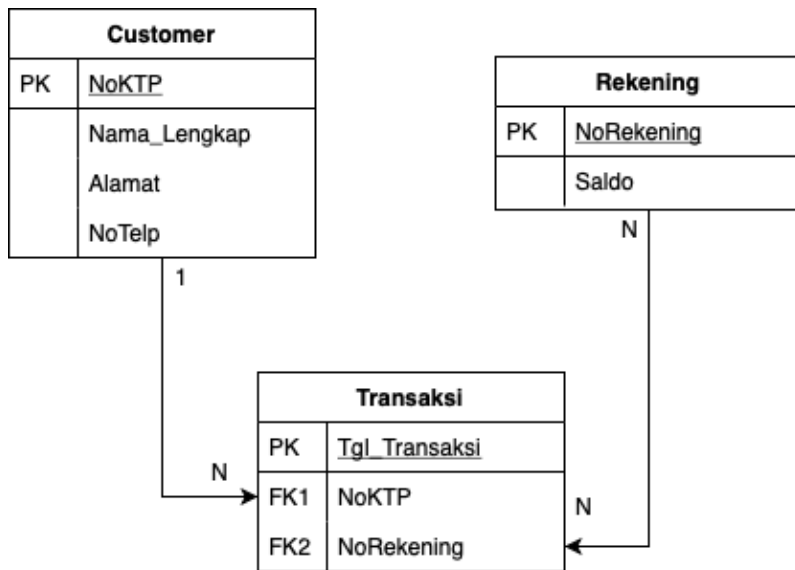 Customer
PK NoKTP
Nama_Lengkap
Alamat
NoTelp
1
Rekening
PK NoRekening
Saldo
N
Transaksi
PK Tgl_Transaksi
FK1 NoKTP
FK2 NoRekening
N
N